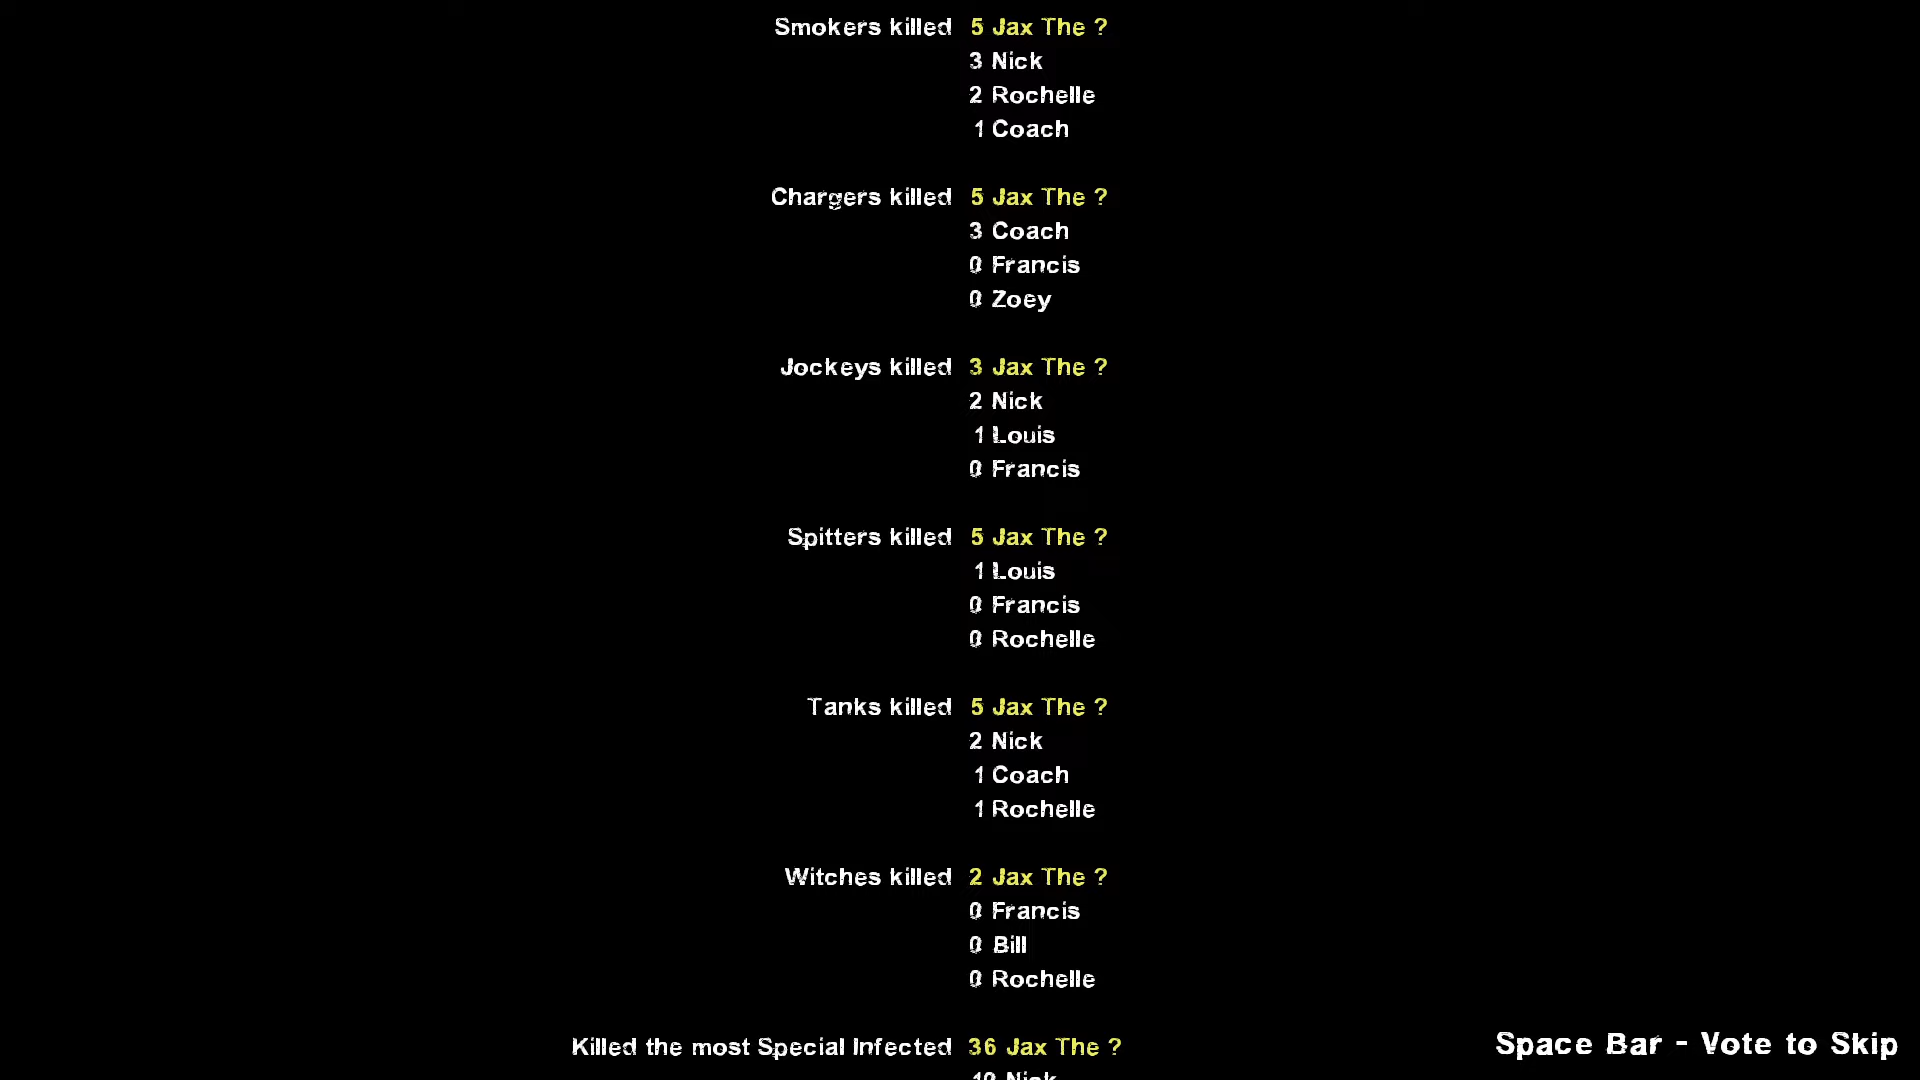 Smokers killed 5 Jax The ?
3 Nick
2 Rochelle
1 Coach
Chargers killed 5 Jax The ?
3 Coach
0 Francis
0 Zoey
Jockeys killed 3 Jax The ?
2 Nick
1 Louis
0 Francis
Spitters killed 5 Jax The ?
1 Louis
0 Francis
0 Rochelle
Tanks killed 5 Jax The ?
2 Nick
1 Coach
1 Rochelle
Witches killed 2 Jax The ?
0 Francis
0 Bill
0 Rochelle
Killed the most Special Infected 36 Jax The ?
Space Bar - Vote to Skip
Nick